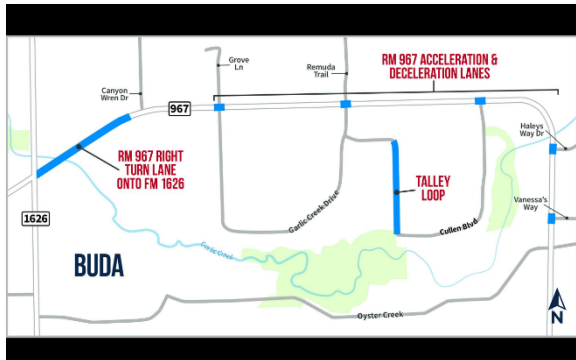 Grove
Ln
Remuda
Trail
RM 967 ACCELERATION &
DECELERATION LANES
Canyon
Wren Dr
967
Haleys
Way Dr
RM 967 RIGHT
TURN LANE
ONTO FM 1626
TALLEY
LOOP
Vanessa's
Way
1626
Garlic Creek Drive
Cullen Blvd
Garlic Creek
BUDA
Oyster Creek
N